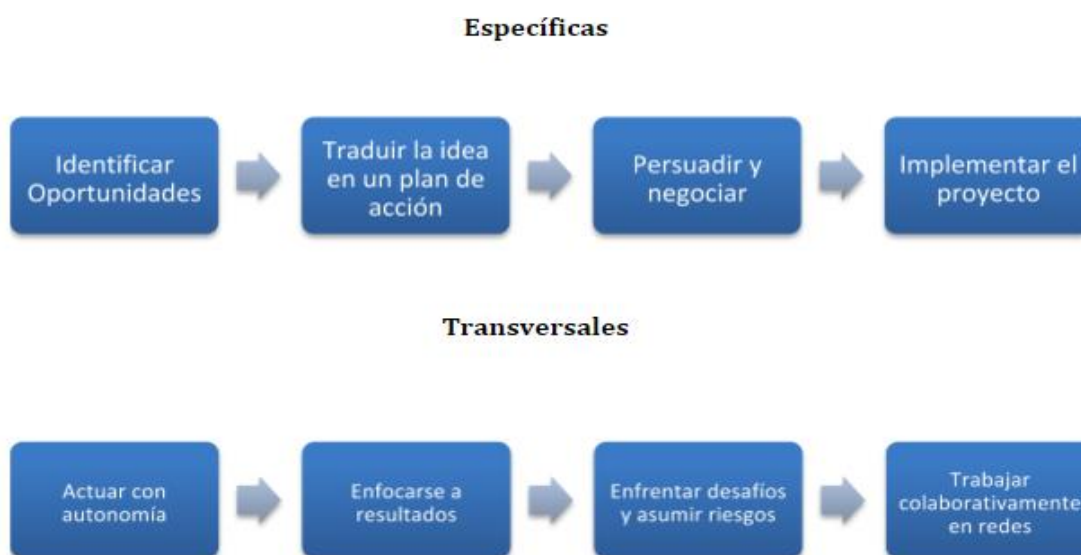 Específicas
Identificar
Oportunidades
Traduir la idea
en un plan de
acción
Persuadir y
negociar
Implementar el
proyecto
Transversales
Actuar con
autonomía
Enfocarse a
resultados
Enfrentar desafíos
y asumir riesgos
Trabajar
colaborativamente
en redes